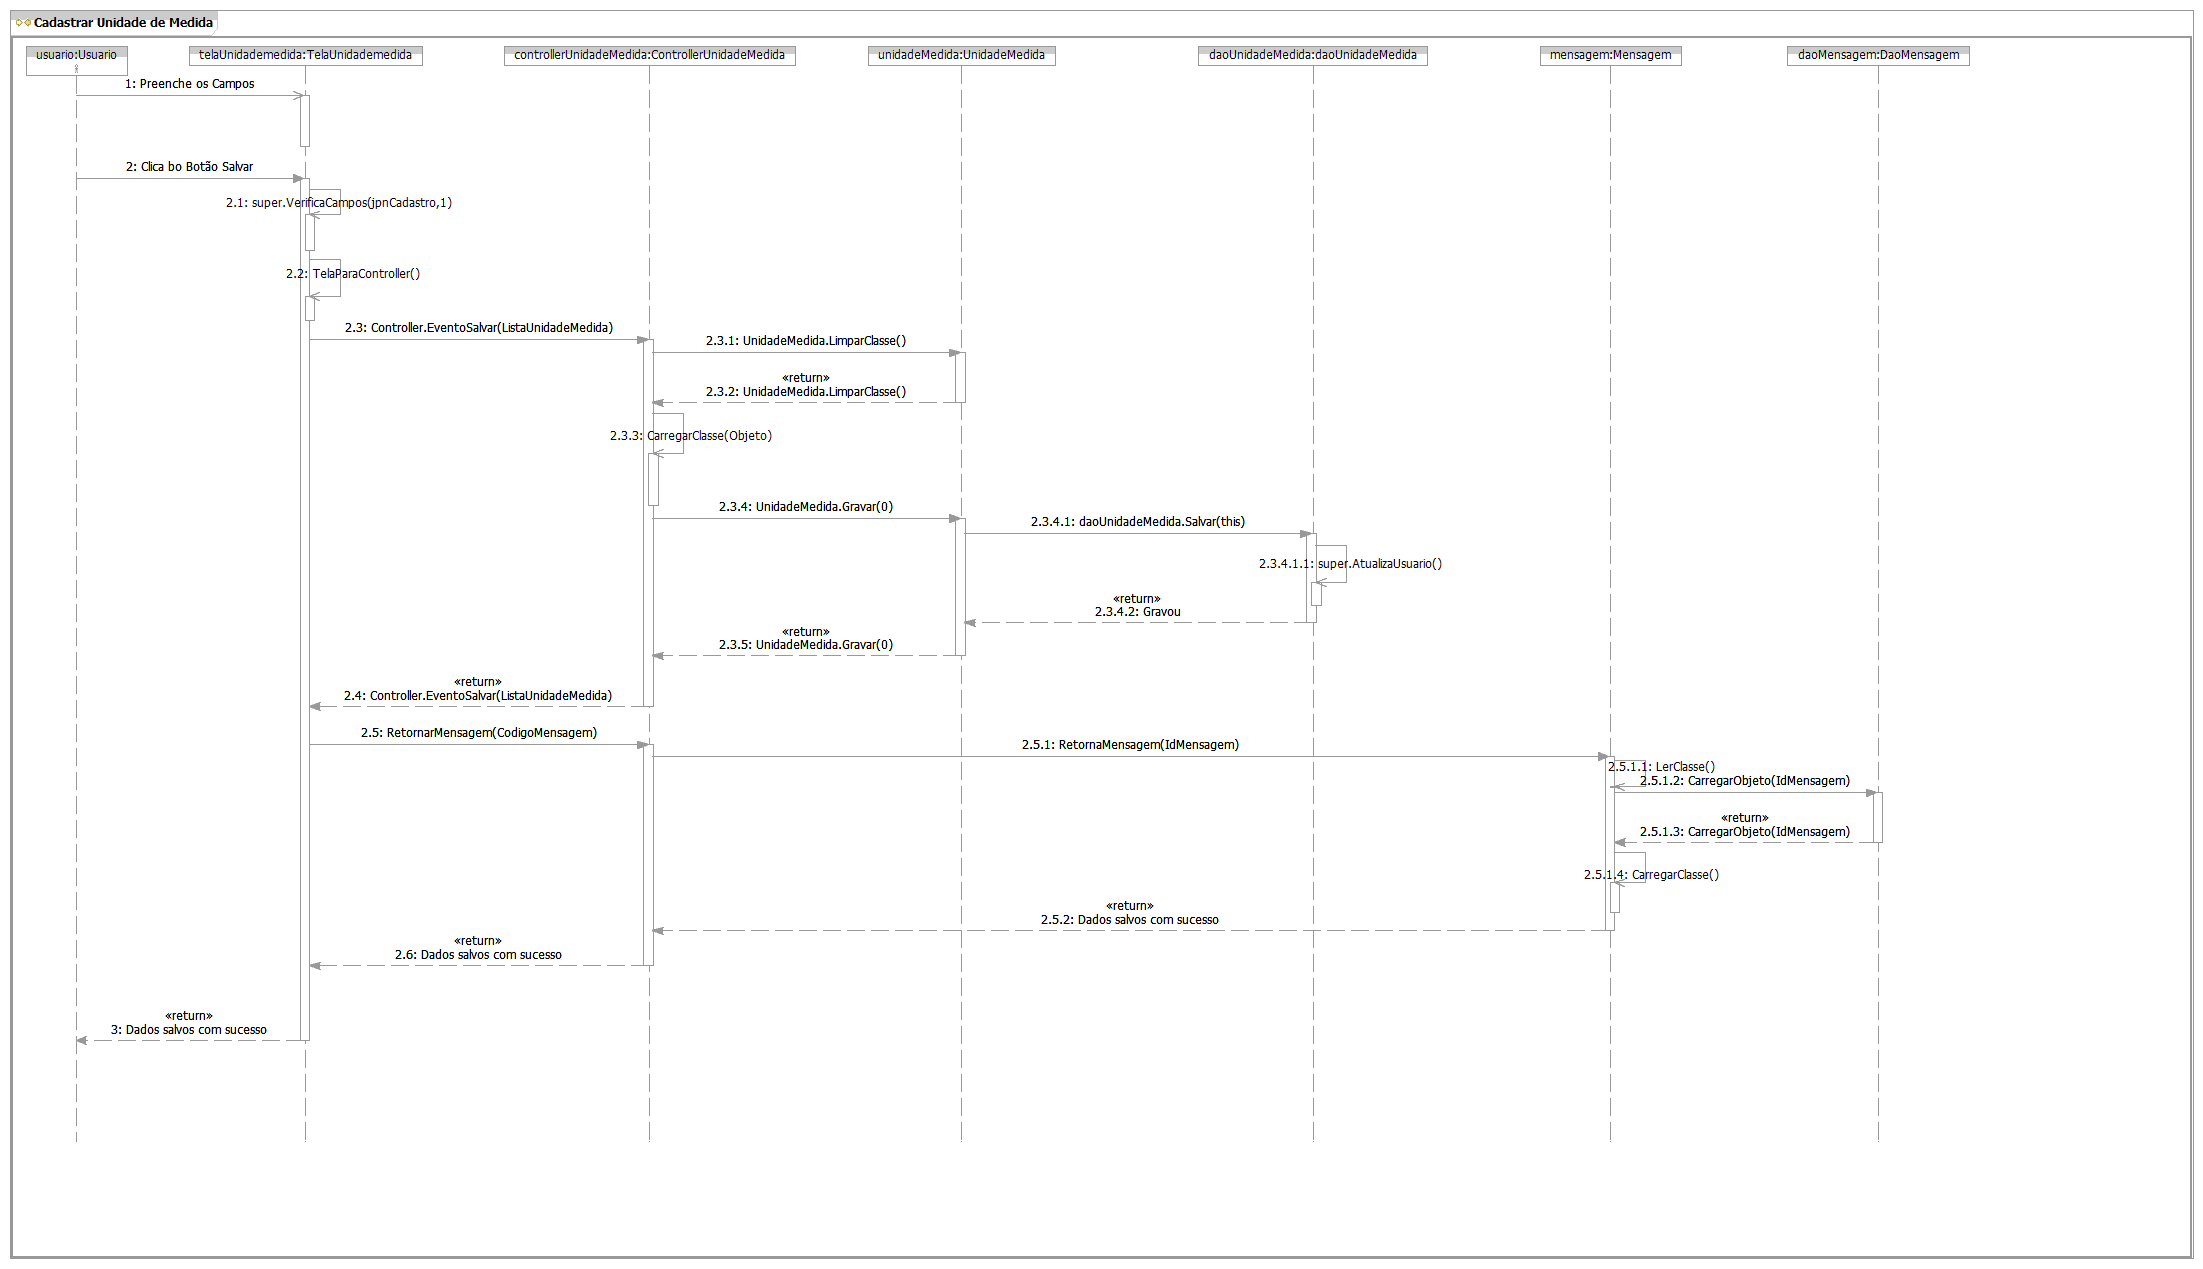 Cadastrar Unidade de Medida
usuario:Usuario
telaUnidademedida:TelaUnidademedida
controllerUnidadeMedida:ControllerUnidadeMedida
unidadeMedida:UnidadeMedida
daoUnidadeMedida:daoUnidadeMedida
mensagem:Mensagem
daoMensagem:DaoMensagem
1: Preenche os Campos
2: Clica bo Botão Salvar
2.1: super.VerificaCampos(jpnCadastro,1)
2.2: TelaParaController()
2.3: Controller.EventoSalvar(ListaUnidadeMedida)
2.3.1: UnidadeMedida.LimparClasse()
«return»
2.3.2: UnidadeMedida.LimparClasse()
2.3.3: CarregarClasse(Objeto)
2.3.4: UnidadeMedida.Gravar(0)
2.3.4.1: daoUnidadeMedida.Salvar(this)
2.3.4.1.1: super.AtualizaUsuario()
«return»
2.3.4.2: Gravou
«return»
2.3.5: UnidadeMedida.Gravar(0)
«return»
2.4: Controller.EventoSalvar(ListaUnidadeMedida)
2.5: RetornarMensagem(CodigoMensagem)
2.5.1: RetornaMensagem(IdMensagem)
2.5.1.1: LerClasse()
2.5.1.2: CarregarObjeto(IdMensagem)
«return»
2.5.1.3: CarregarObjeto(IdMensagem)
2.5.1.4: CarregarClasse()
«return»
2.5.2: Dados salvos com sucesso
«return»
2.6: Dados salvos com sucesso
«return»
3: Dados salvos com sucesso